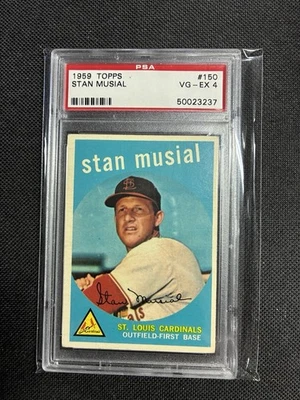 PSA
1959 TOPPS #150
STAN MUSIAL VG-EX 4
50023237
stan musial
Stan Musial
als
ST. LOUIS CARDINALS
OUTFIELD-FIRST BASE